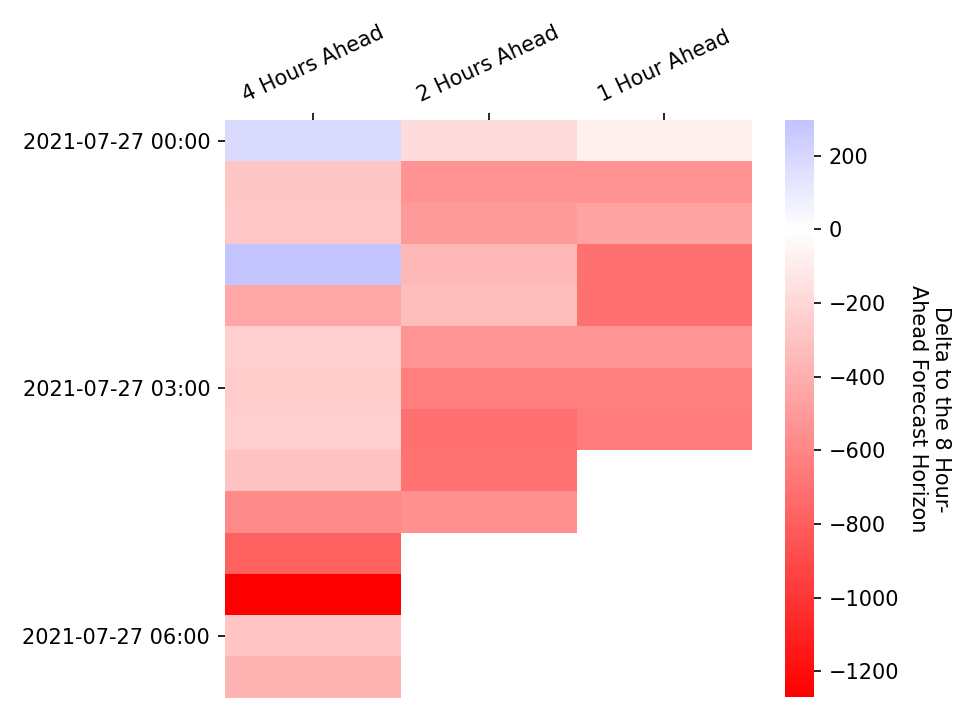 4 Hours Ahead
2 Hours Ahead
1 Hour Ahead
2021-07-27 00:00
2021-07-27 03:00
2021-07-27 06:00
200
0
−200
−400
−600
−800
−1000
−1200
Delta to the 8 Hour-
Ahead Forecast Horizon